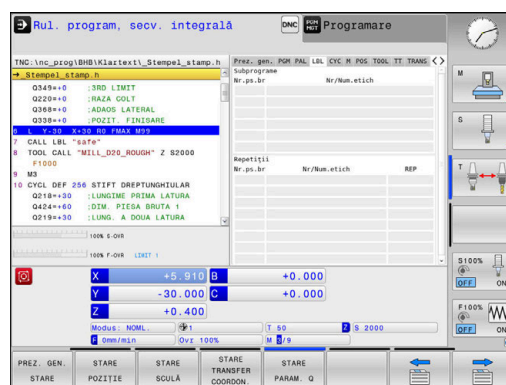 Rul. program, secv. integrală
DNC
PGM MGT
Programare
TNC:\nc_prog\BHB\Klartext\_Stempel_stamp.h
→_Stempel_stamp.h
Q349=+0 ;3RD LIMIT
Q220=+0 ;RAZA COLT
Q368=+0 ;ADAOS LATERAL
Q338=+0 ;POZIT. FINISARE
6 L Y-30 X+30 R0 FMAX M99
7 CALL LBL "safe"
8 TOOL CALL "MILL_D20_ROUGH" Z S2000
F1000
9 M3
10 CYCL DEF 256 STIFT DREPTUNGHIULAR
Q218=+30 ;LUNGIME PRIMA LATURA
Q424=+60 ;DIM. PIESA BRUTA 1
Q219=+30 ;LUNG. A DOUA LATURA
100% S-OVR
100% F-OVR LIMIT 1
Prez. gen. PGM PAL LBL CYC M POS TOOL TT TRANS
Subprograme
Nr.ps.br Nr/Num.etich
Repetiții
Nr.ps.br Nr/Num.etich REP
X +5.910 B +0.000
Y -30.000 C +0.000
Z +0.400
Modus: NOML. 1 T 50 Z S 2000
F 0mm/min Ovr 100% M 3/9
M
S
T
S100%
OFF ON
F100%
OFF ON
PREZ. GEN. STARE
STARE POZIȚIE
STARE SCULĂ
STARE TRANSFER COORDON.
STARE PARAM. Q